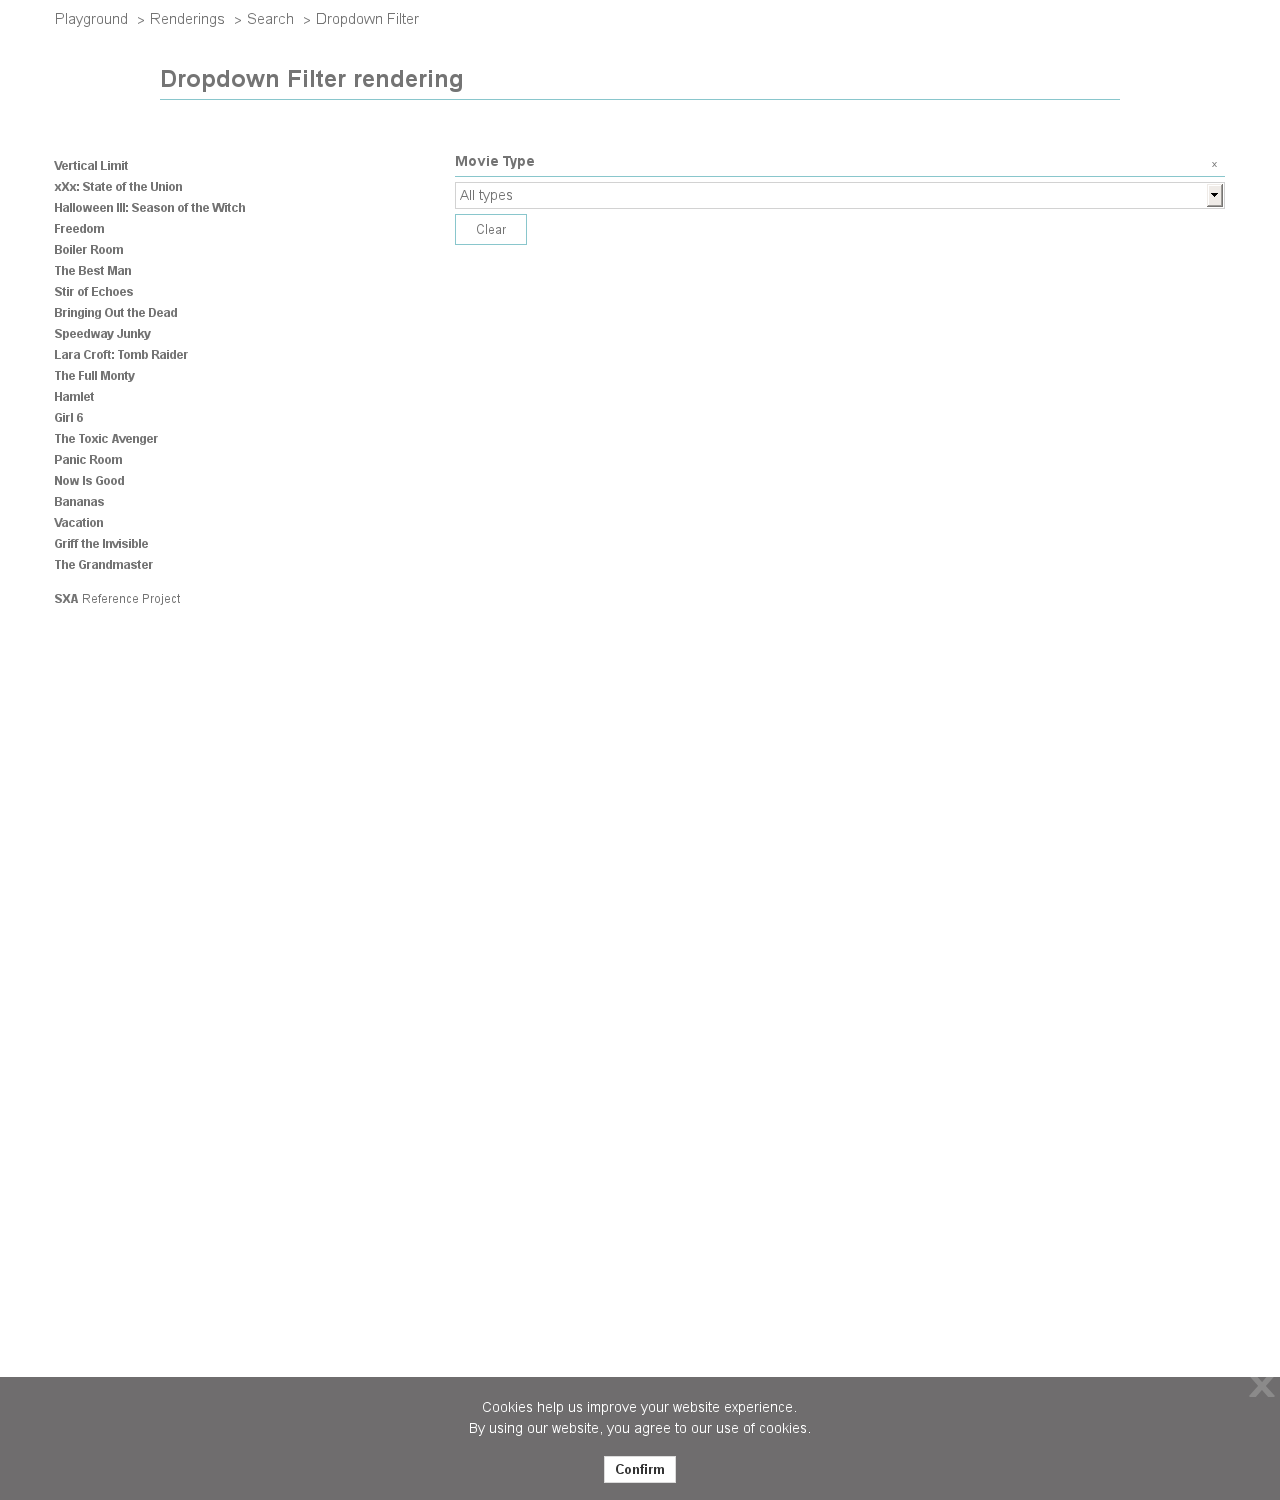 Playground > Renderings > Search > Dropdown Filter
Dropdown Filter rendering
Vertical Limit
xXx: State of the Union
Halloween III: Season of the Witch
Freedom
Boiler Room
The Best Man
Stir of Echoes
Bringing Out the Dead
Speedway Junky
Lara Croft: Tomb Raider
The Full Monty
Hamlet
Girl 6
The Toxic Avenger
Panic Room
Now Is Good
Bananas
Vacation
Griff the Invisible
The Grandmaster
SXA Reference Project
Movie Type x
All types
Clear
X
Cookies help us improve your website experience.
By using our website, you agree to our use of cookies.
Confirm